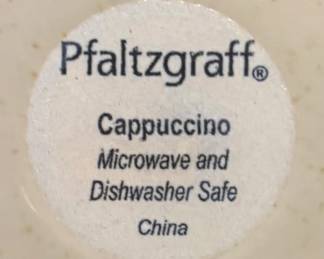 Pfaltzgraff®
Cappuccino
Microwave and
Dishwasher Safe
China